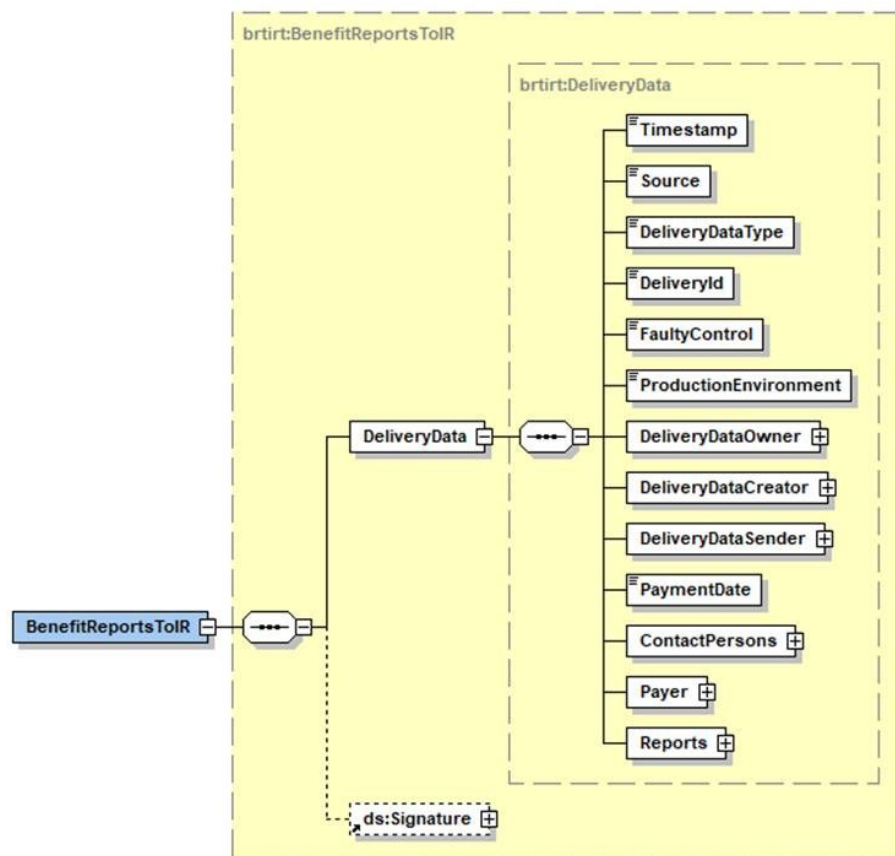 brtirt:BenefitReportsToIR
brtirt:DeliveryData
Timestamp
Source
DeliveryDataType
DeliveryId
FaultyControl
ProductionEnvironment
DeliveryData
DeliveryDataOwner
DeliveryDataCreator
DeliveryDataSender
PaymentDate
BenefitReportsToIR
ContactPersons
Payer
Reports
ds:Signature